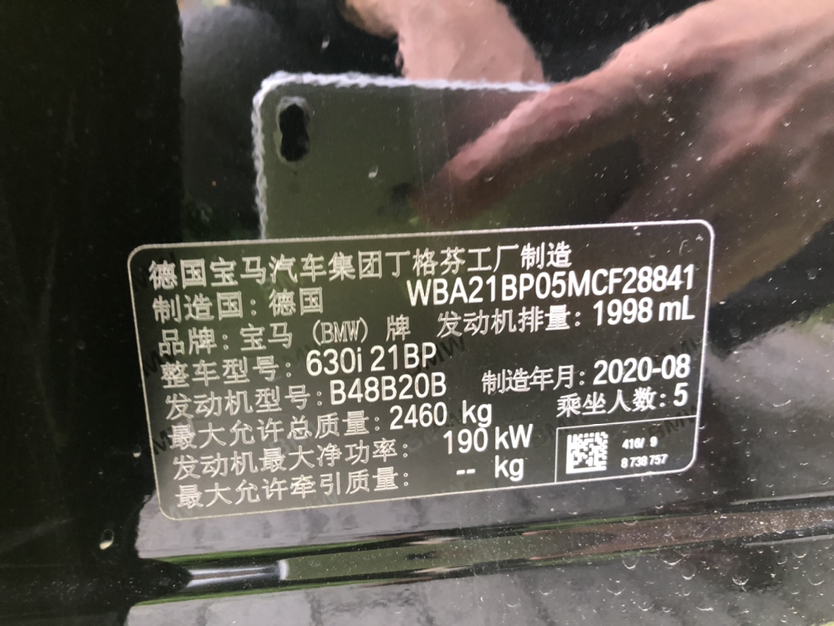 德国宝马汽车集团丁格芬工厂制造
制造国：德国 WBA21BP05MCF28841
品牌：宝马（BMW）牌 发动机排量：1998 mL
整车型号：630i 21BP
发动机型号：B48B20B 制造年月：2020-08
最大允许总质量：2460 kg 乘坐人数：5
发动机最大净功率： 190 kW
最大允许牵引质量： -- kg
416/ 9
8 738 757